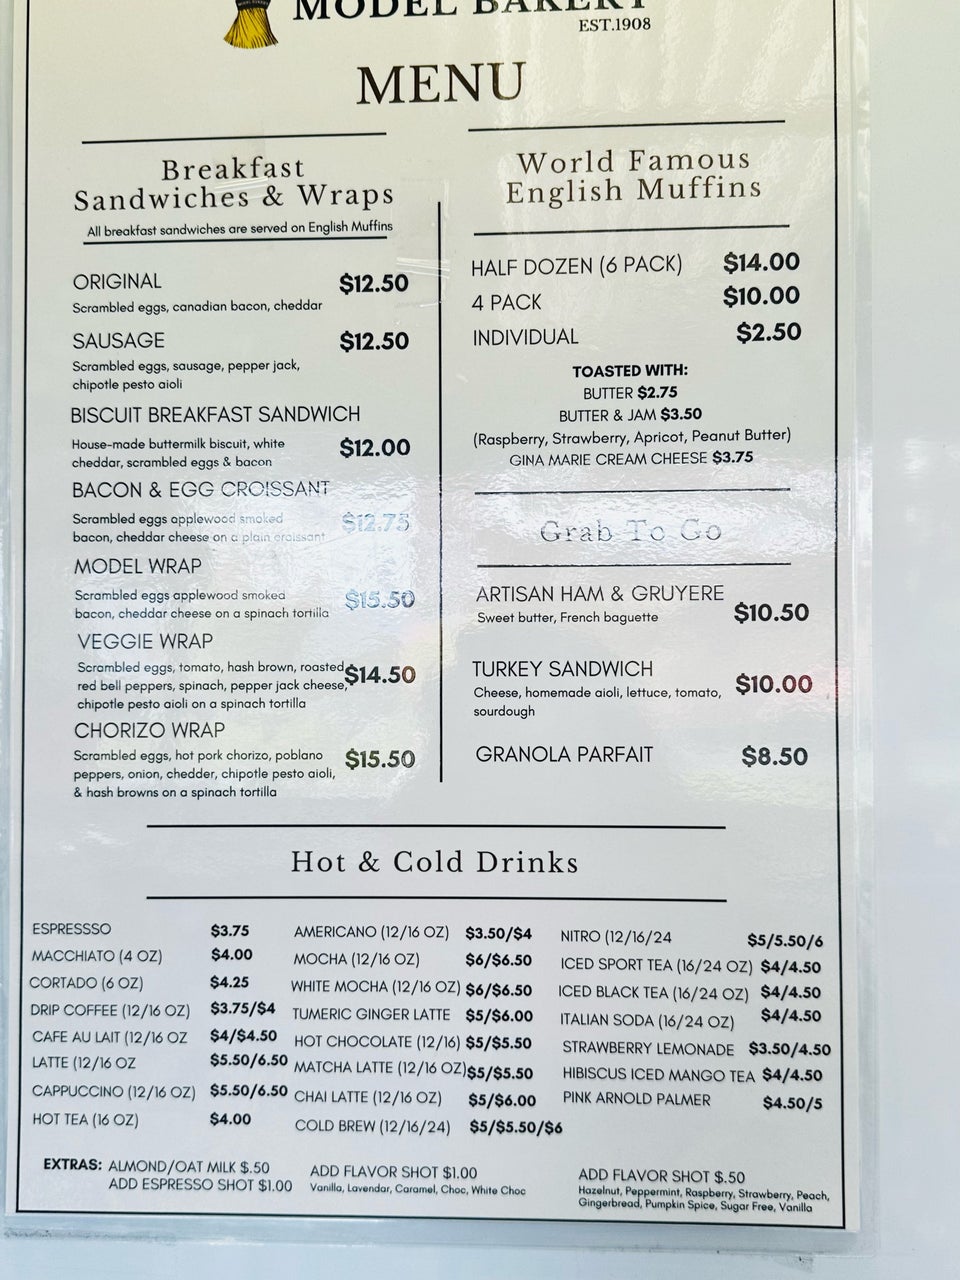 MODEL BAKERY
EST.1908
MENU
Breakfast
Sandwiches & Wraps
All breakfast sandwiches are served on English Muffins
ORIGINAL $12.50
Scrambled eggs, canadian bacon, cheddar
SAUSAGE $12.50
Scrambled eggs, sausage, pepper jack,
chipotle pesto aioli
BISCUIT BREAKFAST SANDWICH
House-made buttermilk biscuit, white $12.00
cheddar, scrambled eggs & bacon
BACON & EGG CROISSANT
Scrambled eggs applewood smoked $12.75
bacon, cheddar cheese on a plain croissant
MODEL WRAP
Scrambled eggs applewood smoked $15.50
bacon, cheddar cheese on a spinach tortilla
VEGGIE WRAP
Scrambled eggs, tomato, hash brown, roasted $14.50
red bell peppers, spinach, pepper jack cheese,
chipotle pesto aioli on a spinach tortilla
CHORIZO WRAP
Scrambled eggs, hot pork chorizo, poblano $15.50
peppers, onion, chedder, chipotle pesto aioli,
& hash browns on a spinach tortilla
World Famous
English Muffins
HALF DOZEN (6 PACK) $14.00
4 PACK $10.00
INDIVIDUAL $2.50
TOASTED WITH:
BUTTER $2.75
BUTTER & JAM $3.50
(Raspberry, Strawberry, Apricot, Peanut Butter)
GINA MARIE CREAM CHEESE $3.75
Grab To Go
ARTISAN HAM & GRUYERE $10.50
Sweet butter, French baguette
TURKEY SANDWICH $10.00
Cheese, homemade aioli, lettuce, tomato,
sourdough
GRANOLA PARFAIT $8.50
Hot & Cold Drinks
ESPRESSSO $3.75
MACCHIATO (4 OZ) $4.00
CORTADO (6 OZ) $4.25
DRIP COFFEE (12/16 OZ) $3.75/$4
CAFE AU LAIT (12/16 OZ $4/$4.50
LATTE (12/16 OZ $5.50/6.50
CAPPUCCINO (12/16 OZ) $5.50/6.50
HOT TEA (16 OZ) $4.00
AMERICANO (12/16 OZ) $3.50/$4
MOCHA (12/16 OZ) $6/$6.50
WHITE MOCHA (12/16 OZ) $6/$6.50
TUMERIC GINGER LATTE $5/$6.00
HOT CHOCOLATE (12/16) $5/$5.50
MATCHA LATTE (12/16 OZ) $5/$5.50
CHAI LATTE (12/16 OZ) $5/$6.00
COLD BREW (12/16/24) $5/$5.50/$6
NITRO (12/16/24 $5/5.50/6
ICED SPORT TEA (16/24 OZ) $4/4.50
ICED BLACK TEA (16/24 OZ) $4/4.50
ITALIAN SODA (16/24 OZ) $4/4.50
STRAWBERRY LEMONADE $3.50/4.50
HIBISCUS ICED MANGO TEA $4/4.50
PINK ARNOLD PALMER $4.50/5
EXTRAS: ALMOND/OAT MILK $.50
ADD ESPRESSO SHOT $1.00
ADD FLAVOR SHOT $1.00
Vanilla, Lavendar, Caramel, Choc, White Choc
ADD FLAVOR SHOT $.50
Hazelnut, Peppermint, Raspberry, Strawberry, Peach,
Gingerbread, Pumpkin Spice, Sugar Free, Vanilla